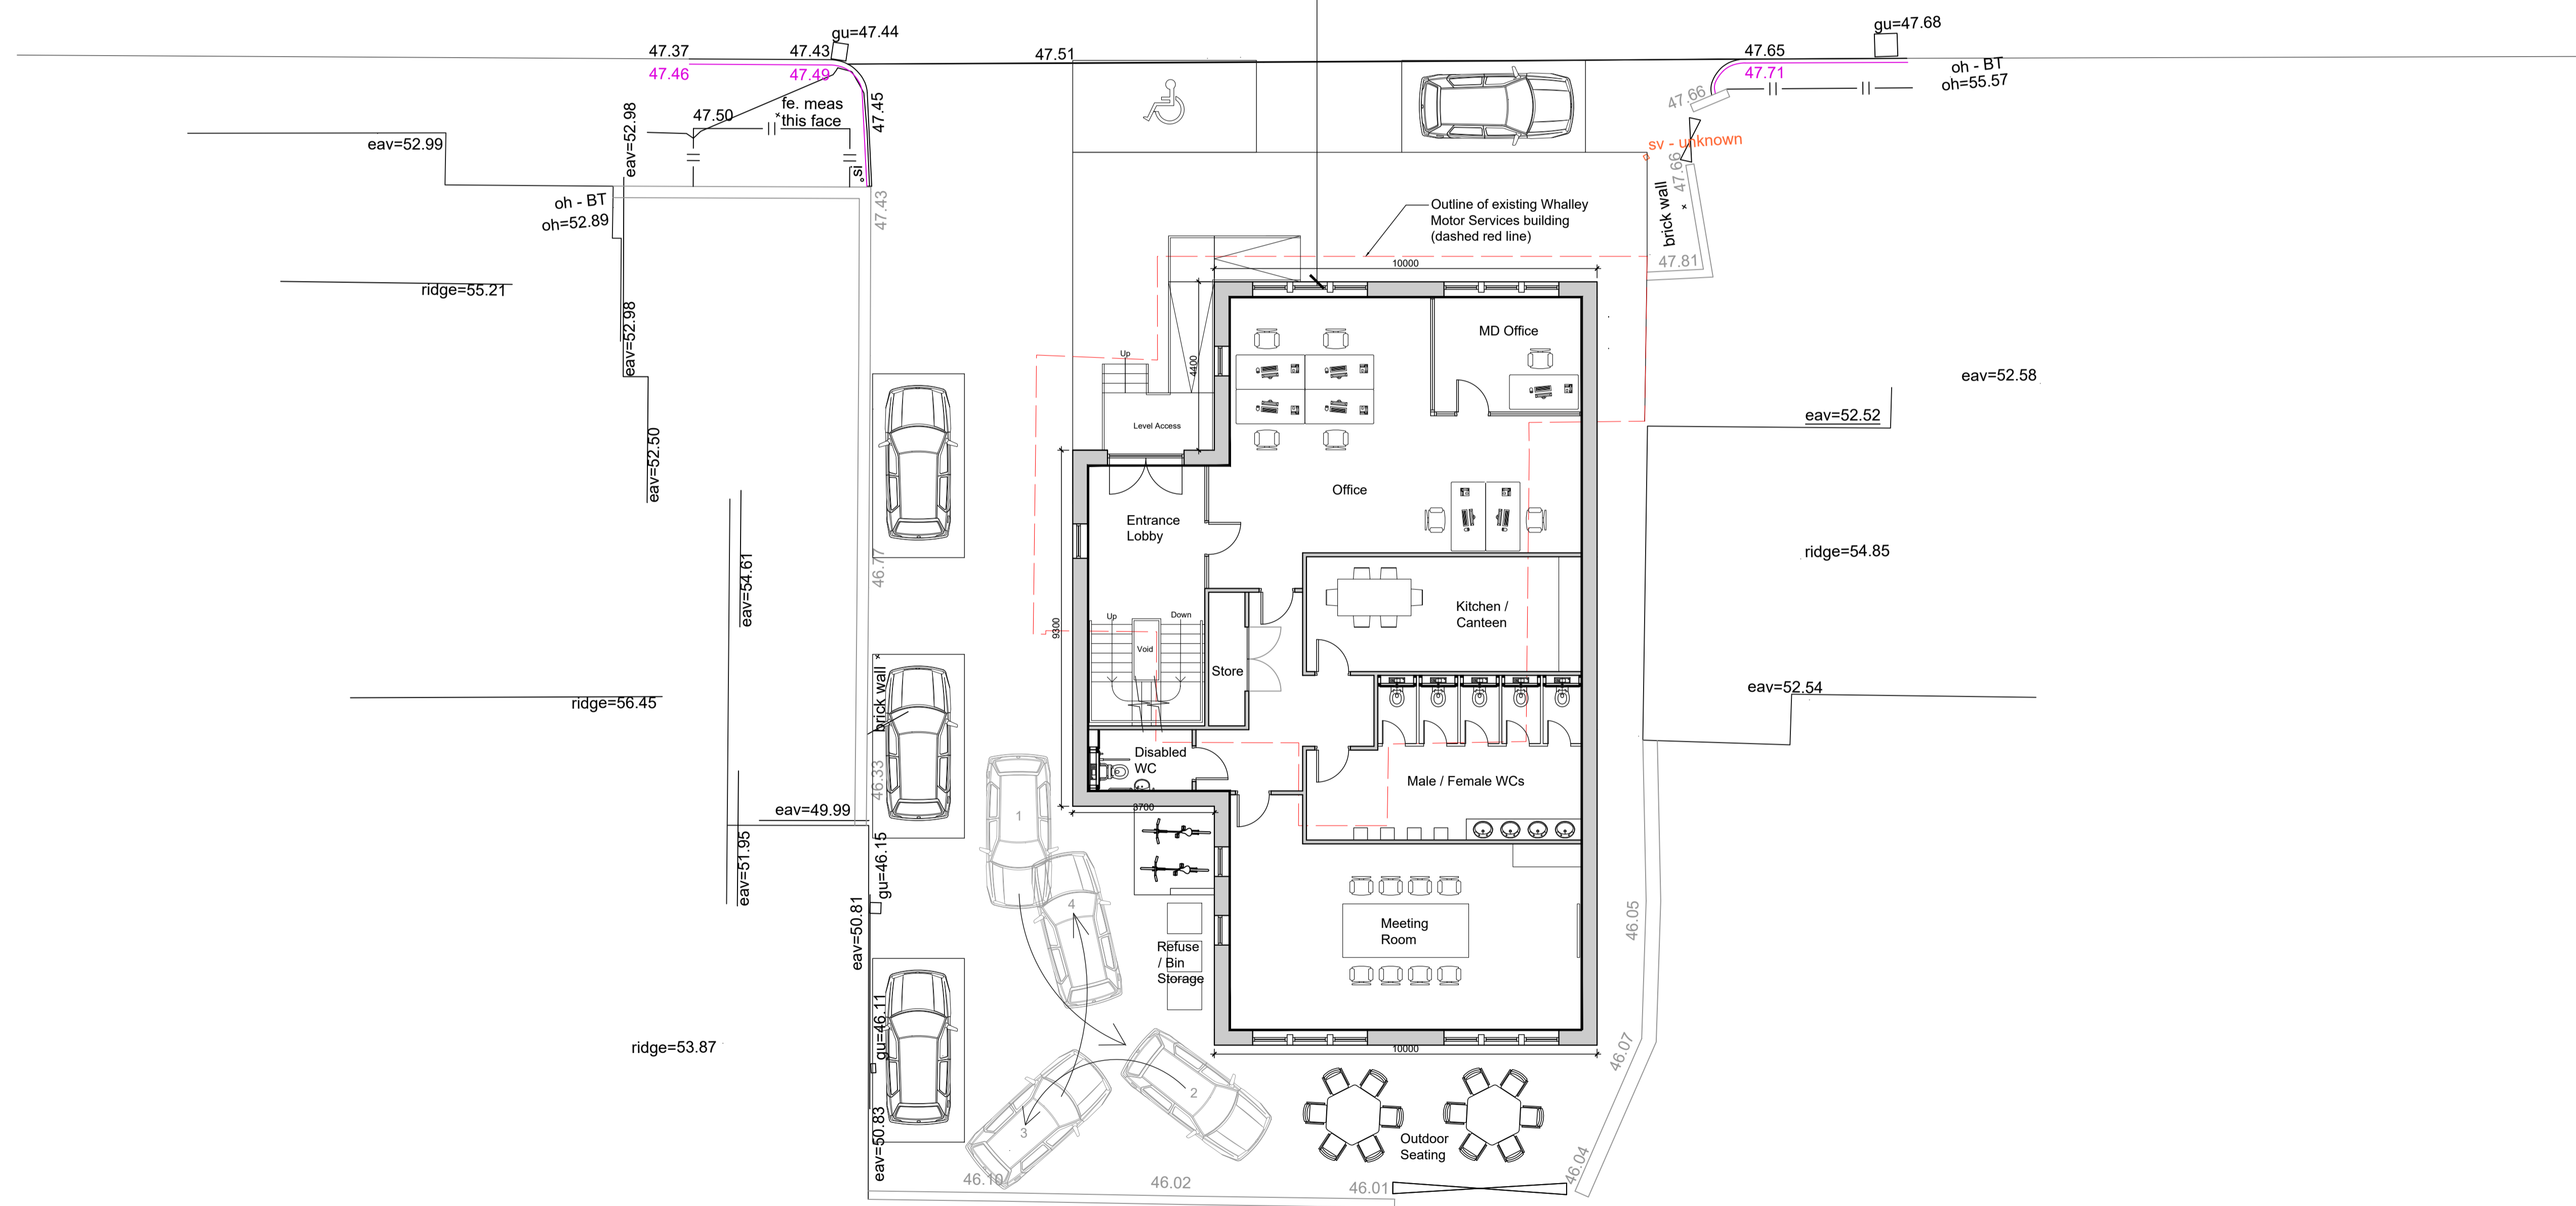 gu=47.44
gu=47.68
47.37
47.43
47.51
47.65
47.46
47.49
47.71
oh - BT
oh=55.57
fe. meas
this face
47.50
47.45
47.66
eav=52.98
eav=52.99
sv - unknown
47.66
si
oh - BT
oh=52.89
47.43
Outline of existing Whalley
Motor Services building
(dashed red line)
brick wall
47.81
10000
ridge=55.21
eav=52.98
MD Office
Up
4400
eav=52.58
eav=52.52
Level Access
eav=52.50
Office
Entrance
Lobby
46.77
eav=54.61
ridge=54.85
9300
Kitchen /
Canteen
Up
Down
Void
Store
brick wall
ridge=56.45
eav=52.54
Disabled
WC
46.33
Male / Female WCs
eav=49.99
3700
1
eav=51.95
gu=46.15
4
eav=50.81
46.05
Meeting
Room
Refuse
/ Bin
Storage
gu=46.11
ridge=53.87
10000
46.07
2
3
eav=50.83
Outdoor
Seating
46.10
46.02
46.01
46.04